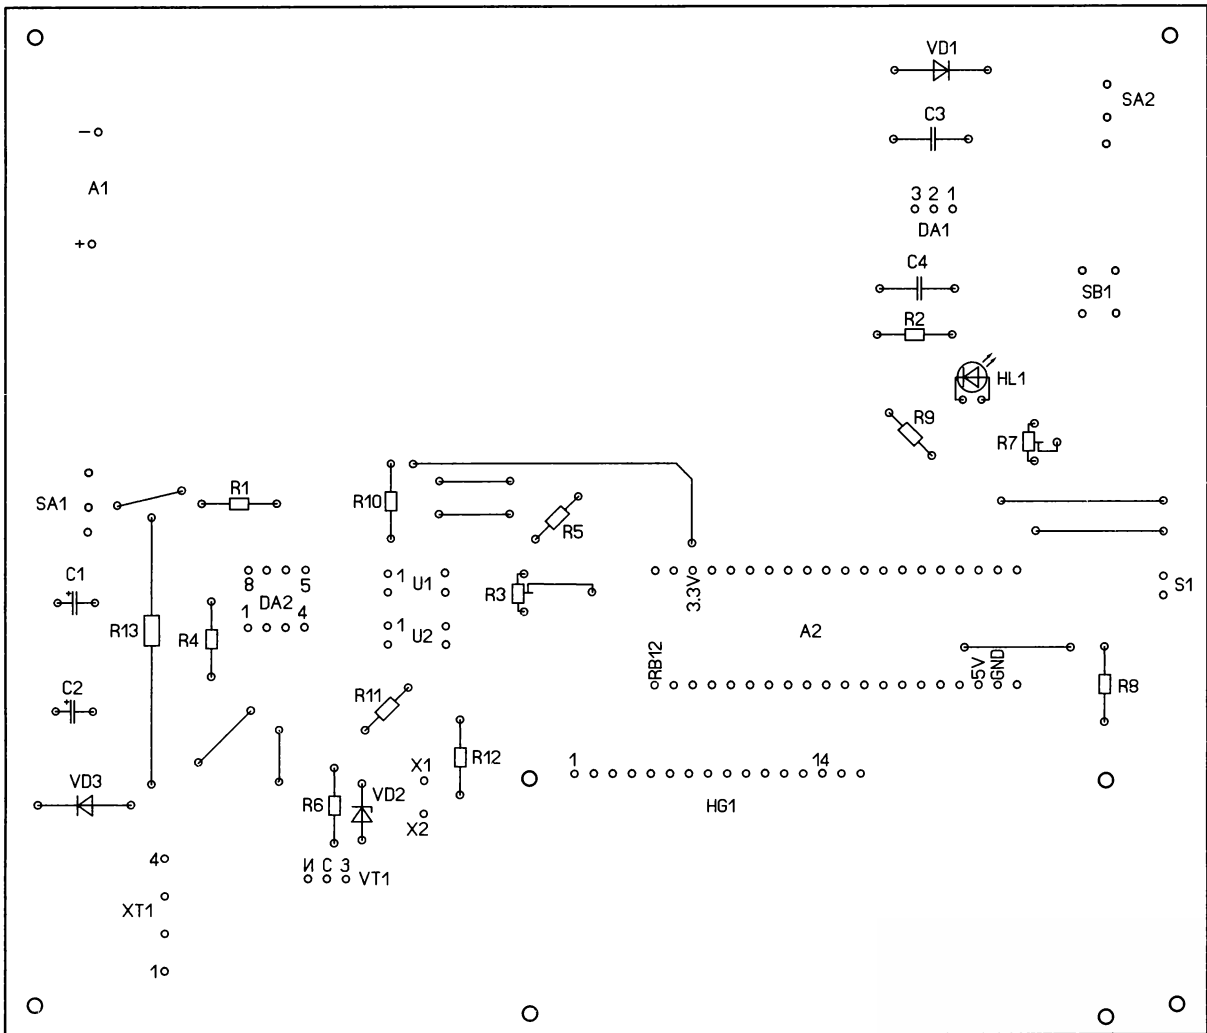 VD1
SA2
C3
− A1
3 2 1
DA1
+
C4
SB1
R2
HL1
R9
R7
R1
SA1
R10
R5
C1
8 5
1 U1
S1
DA2
R3
3.3V
1 4
R13
R4
1 U2
A2
RB12
5V
GND
C2
R11
R8
R12
1 14
X1
VD3
VD2
R6
HG1
X2
И С З
VT1
4
XT1
1